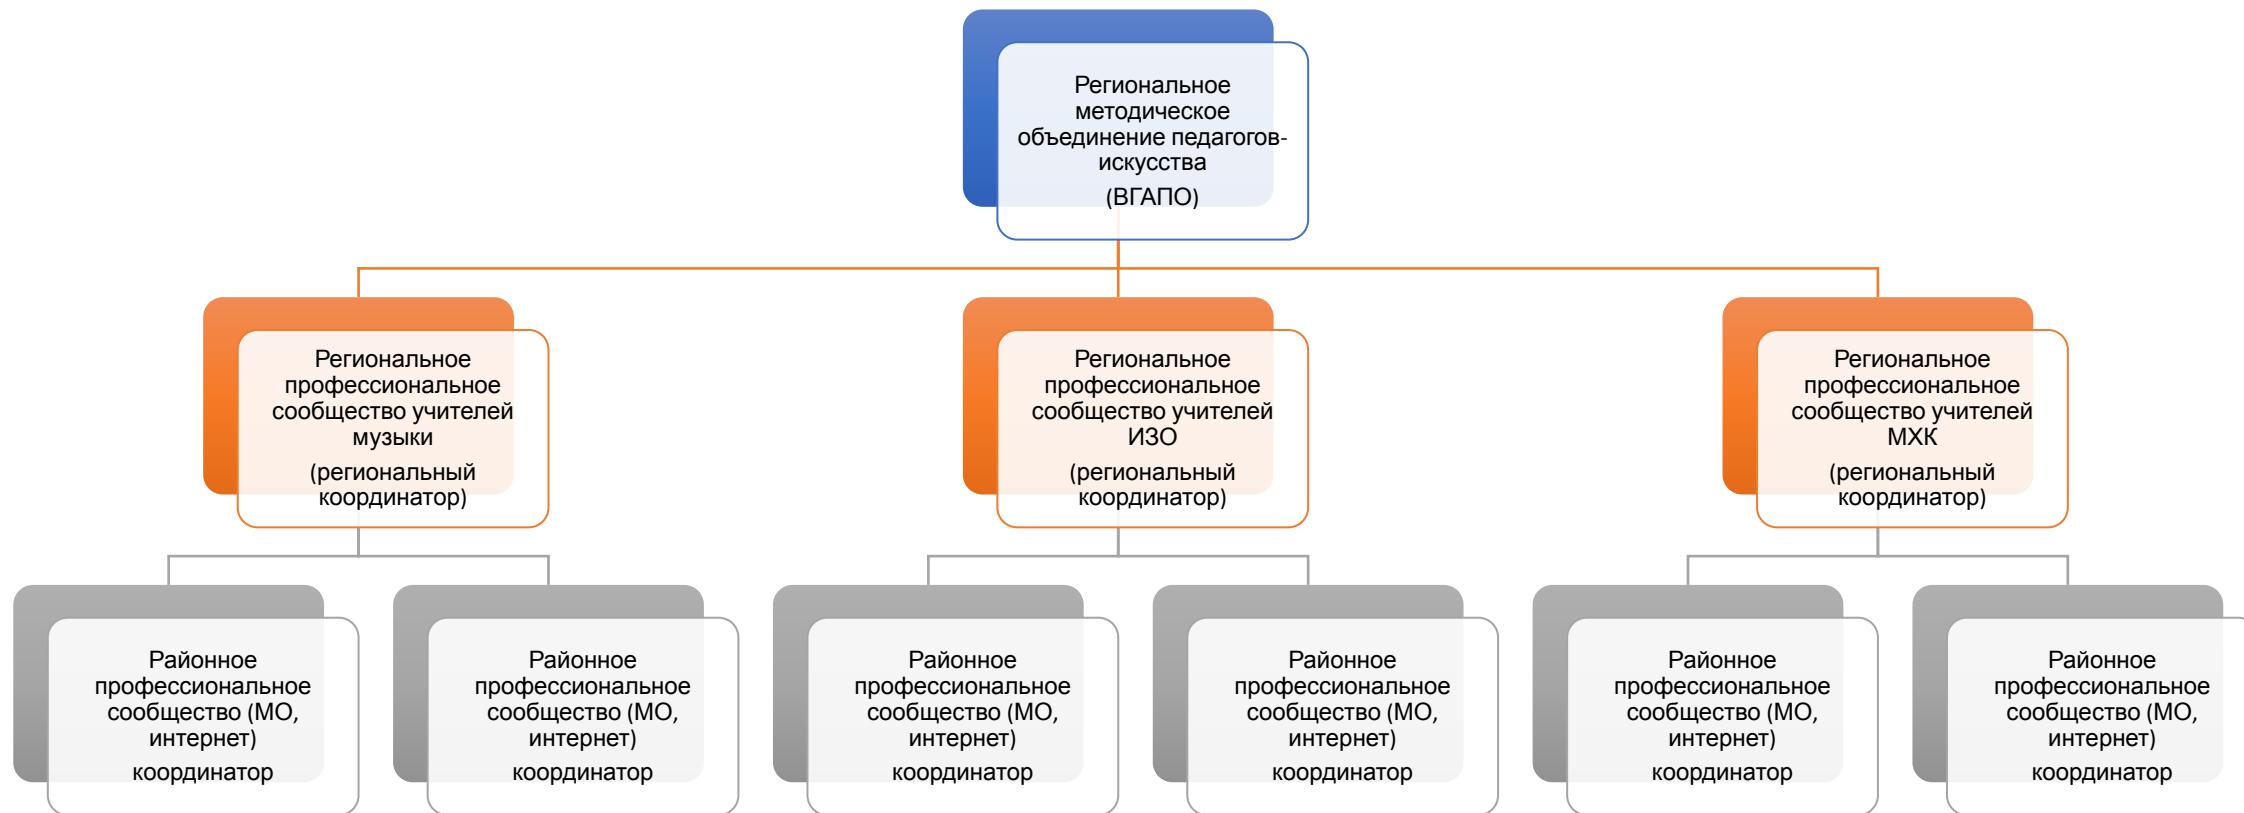 Региональное
методическое
объединение педагогов-
искусства
(ВГАПО)
Региональное
профессиональное
сообщество учителей
музыки
(региональный
координатор)
Региональное
профессиональное
сообщество учителей
ИЗО
(региональный
координатор)
Региональное
профессиональное
сообщество учителей
МХК
(региональный
координатор)
Районное
профессиональное
сообщество (МО,
интернет)
координатор
Районное
профессиональное
сообщество (МО,
интернет)
координатор
Районное
профессиональное
сообщество (МО,
интернет)
координатор
Районное
профессиональное
сообщество (МО,
интернет)
координатор
Районное
профессиональное
сообщество (МО,
интернет)
координатор
Районное
профессиональное
сообщество (МО,
интернет)
координатор